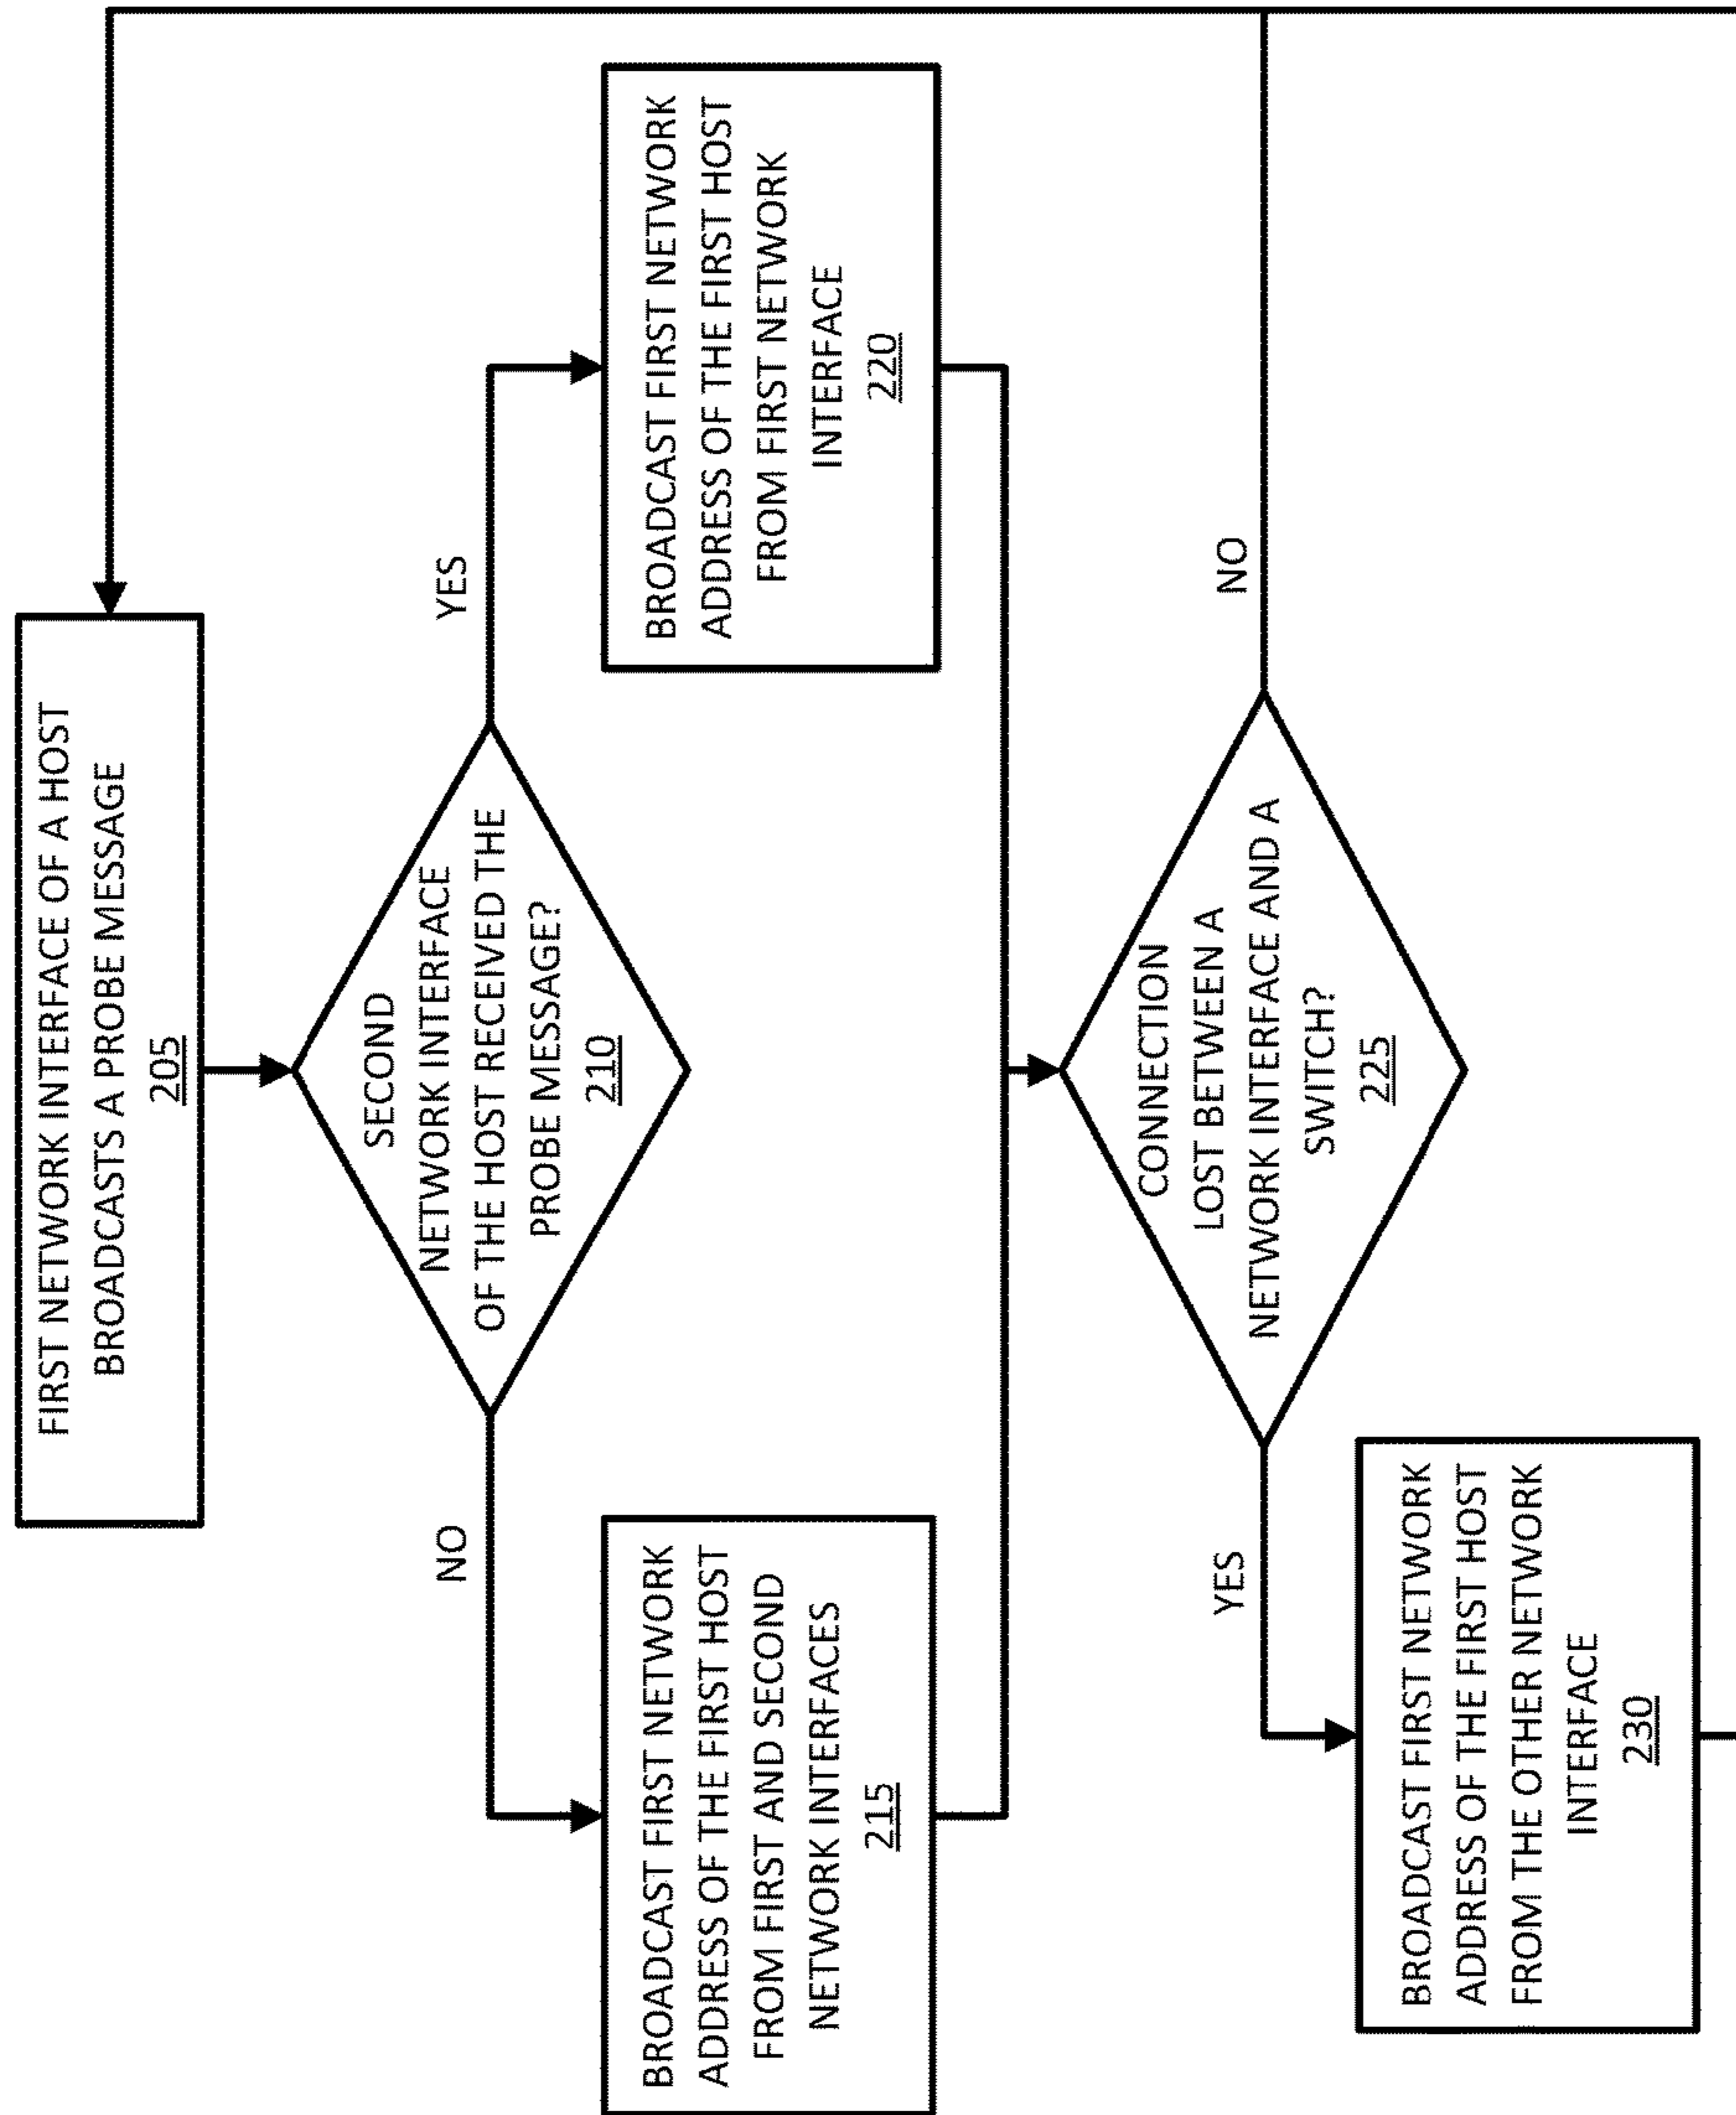 FIRST NETWORK INTERFACE OF A HOST
BROADCASTS A PROBE MESSAGE
205
SECOND
NETWORK INTERFACE
OF THE HOST RECEIVED THE
PROBE MESSAGE?
210
NO
YES
BROADCAST FIRST NETWORK
ADDRESS OF THE FIRST HOST
FROM FIRST AND SECOND
NETWORK INTERFACES
215
BROADCAST FIRST NETWORK
ADDRESS OF THE FIRST HOST
FROM FIRST NETWORK
INTERFACE
220
CONNECTION
LOST BETWEEN A
NETWORK INTERFACE AND A
SWITCH?
225
YES
NO
BROADCAST FIRST NETWORK
ADDRESS OF THE FIRST HOST
FROM THE OTHER NETWORK
INTERFACE
230